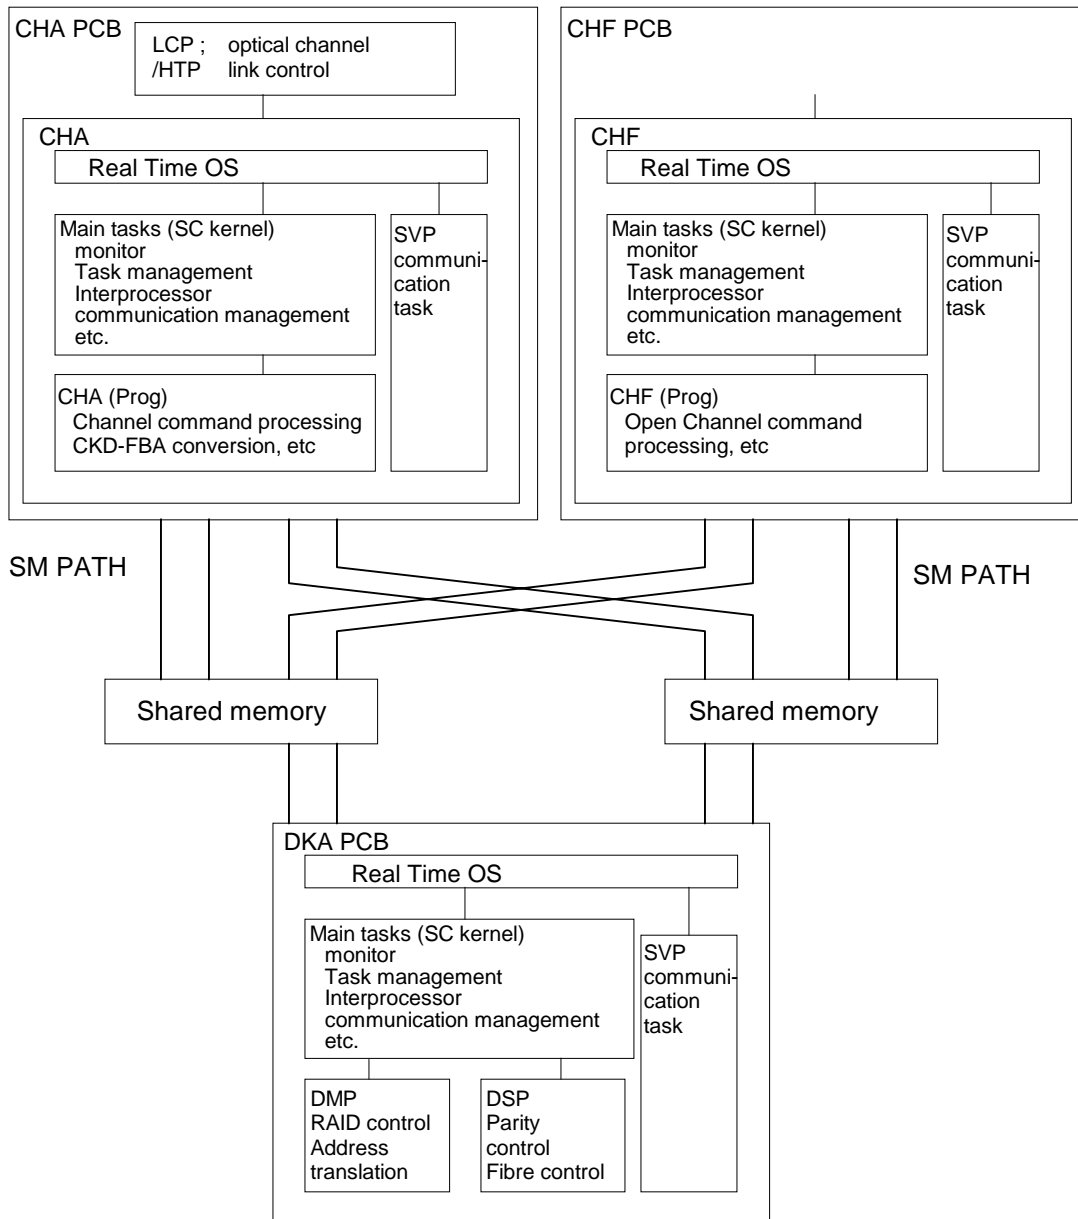 CHA PCB
LCP ; optical channel
/HTP link control
CHA
Real Time OS
Main tasks (SC kernel)
monitor
Task management
Interprocessor
communication management
etc.
SVP
communi-
cation
task
CHA (Prog)
Channel command processing
CKD-FBA conversion, etc
CHF PCB
CHF
Real Time OS
Main tasks (SC kernel)
monitor
Task management
Interprocessor
communication management
etc.
SVP
communi-
cation
task
CHF (Prog)
Open Channel command
processing, etc
SM PATH
SM PATH
Shared memory
Shared memory
DKA PCB
Real Time OS
Main tasks (SC kernel)
monitor
Task management
Interprocessor
communication management
etc.
SVP
communi-
cation
task
DMP
RAID control
Address
translation
DSP
Parity
control
Fibre control